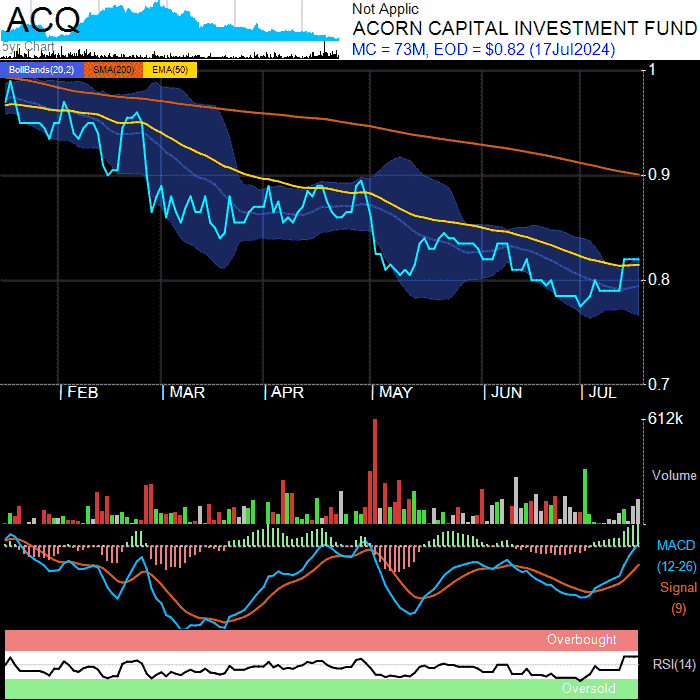 ACQ
5yr Chart
Not Applic
ACORN CAPITAL INVESTMENT FUND
MC = 73M, EOD = $0.82 (17Jul2024)
BollBands(20,2) SMA(200) EMA(50)
1
0.9
0.8
0.7
FEB MAR APR MAY JUN JUL
612k
Volume
MACD
(12-26)
Signal
(9)
Overbought
RSI(14)
Oversold